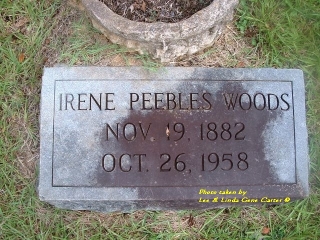 IRENE PEEBLES WOODS
NOV. 19. 1882
OCT. 26, 1958
Photo taken by
Lee & Linda Gene Carter ©